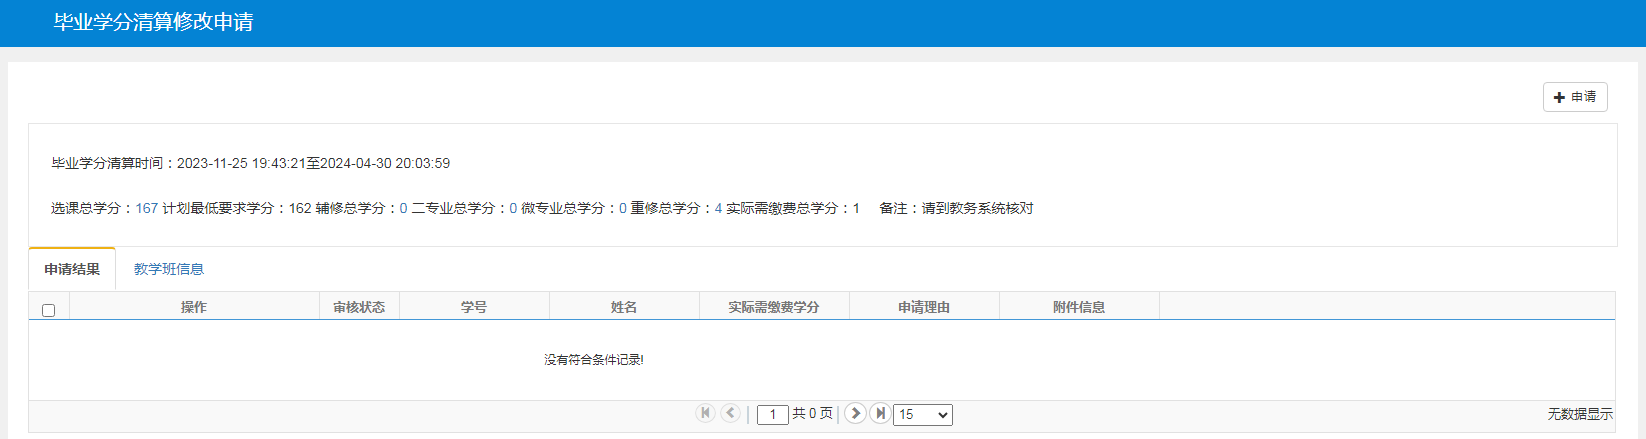 毕业学分清算修改申请
申请
毕业学分清算时间：2023-11-25 19:43:21至2024-04-30 20:03:59
选课总学分：167 计划最低要求学分：162 辅修总学分：0 二专业总学分：0 微专业总学分：0 重修总学分：4 实际需缴费总学分：1 备注：请到教务系统核对
申请结果 教学班信息
操作 审核状态 学号 姓名 实际需缴费学分 申请理由 附件信息
没有符合条件记录!
1 共 0 页 15 无数据显示